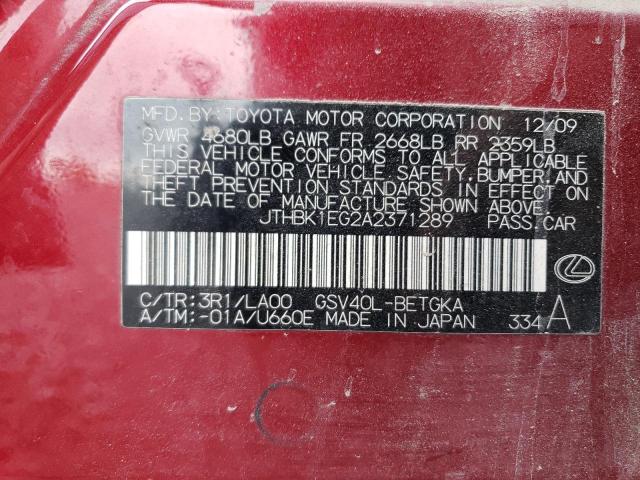 MFD. BY: TOYOTA MOTOR CORPORATION 12/09
GVWR 4680LB GAWR FR 2668LB RR 2359LB
THIS VEHICLE CONFORMS TO ALL APPLICABLE
FEDERAL MOTOR VEHICLE SAFETY, BUMPER, AND
THEFT PREVENTION STANDARDS IN EFFECT ON
THE DATE OF MANUFACTURE SHOWN ABOVE.
JTHBK1EG2A2371289 PASS.CAR
C/TR:3R1/LA00 GSV40L-BETGKA
A/TM:-01A/U660E MADE IN JAPAN 334A